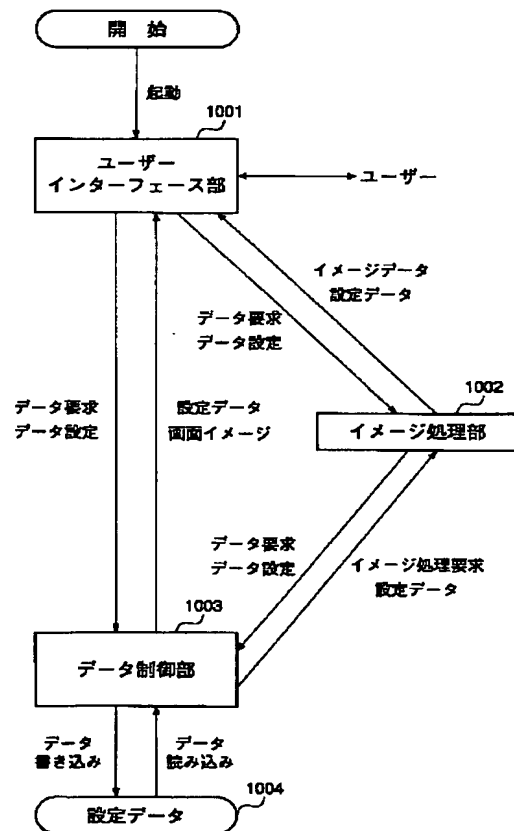 開 始
起動
1001
ユーザー
インターフェース部
ユーザー
イメージデータ
設定データ
データ要求
データ設定
1002
イメージ処理部
データ要求
データ設定
設定データ
画面イメージ
データ要求
データ設定
イメージ処理要求
設定データ
1003
データ制御部
データ
書き込み
データ
読み込み
1004
設定データ